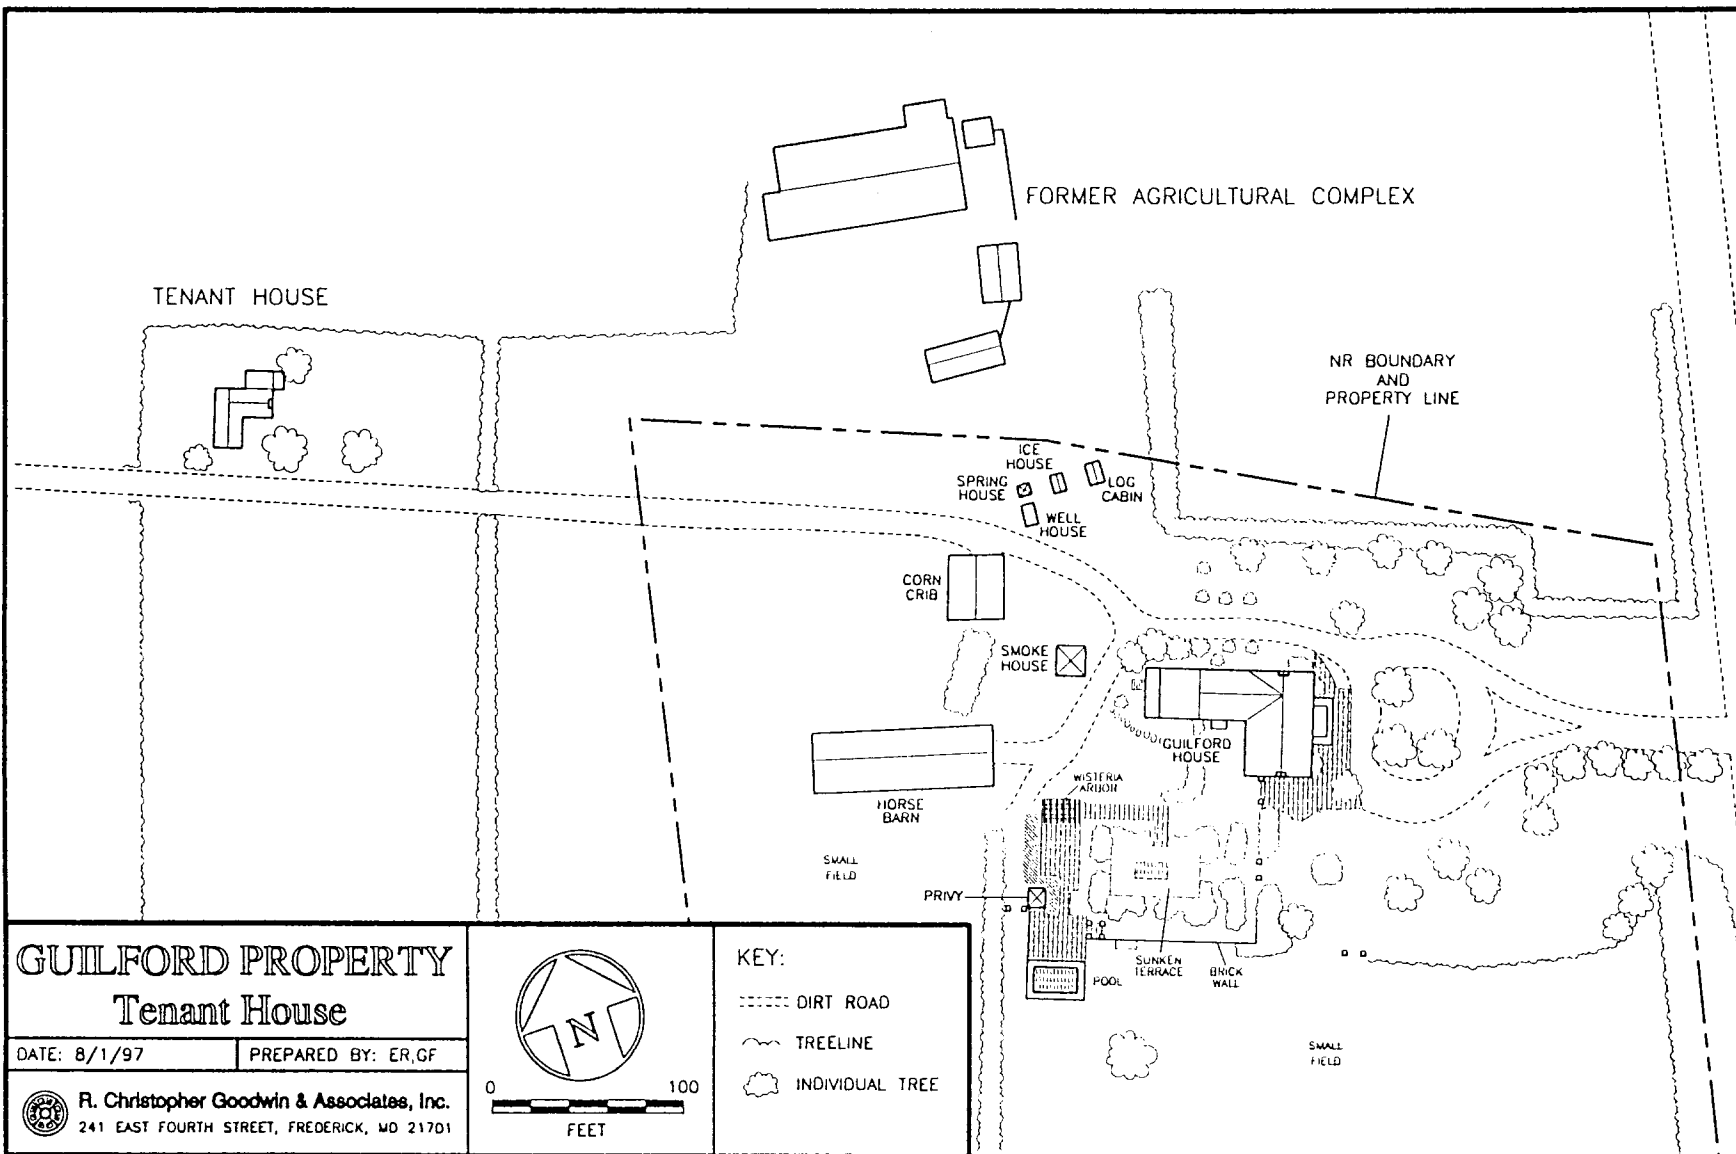 FORMER AGRICULTURAL COMPLEX
TENANT HOUSE
NR BOUNDARY
AND
PROPERTY LINE
ICE
HOUSE
SPRING
HOUSE
LOG
CABIN
WELL
HOUSE
CORN
CRIB
SMOKE
HOUSE
GUILFORD
HOUSE
WISTERIA
ARBOR
HORSE
BARN
SMALL
FIELD
PRIVY
SUNKEN
TERRACE
BRICK
WALL
POOL
SMALL
FIELD
GUILFORD PROPERTY
Tenant House
DATE: 8/1/97
PREPARED BY: ER,GF
R. Christopher Goodwin & Associates, Inc.
241 EAST FOURTH STREET, FREDERICK, MD 21701
N
0 100
FEET
KEY:
DIRT ROAD
TREELINE
INDIVIDUAL TREE